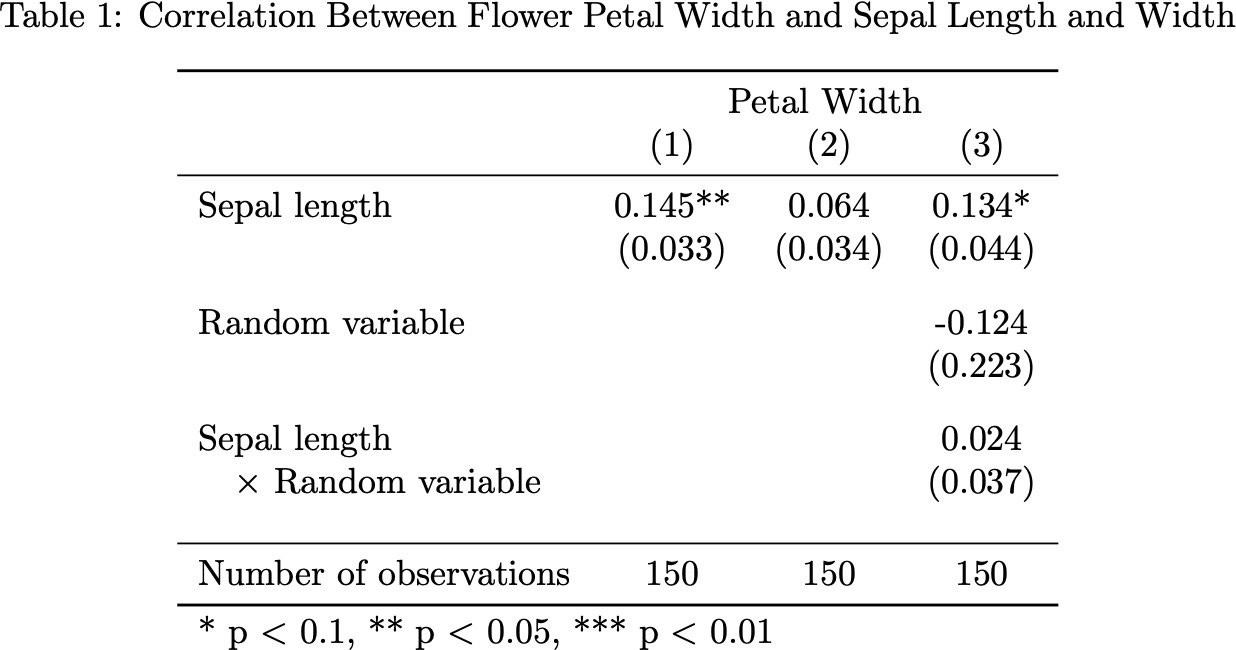 Table 1: Correlation Between Flower Petal Width and Sepal Length and Width
Petal Width
(1) (2) (3)
Sepal length 0.145** 0.064 0.134*
(0.033) (0.034) (0.044)
Random variable -0.124
(0.223)
Sepal length 0.024
× Random variable (0.037)
Number of observations 150 150 150
* p < 0.1, ** p < 0.05, *** p < 0.01